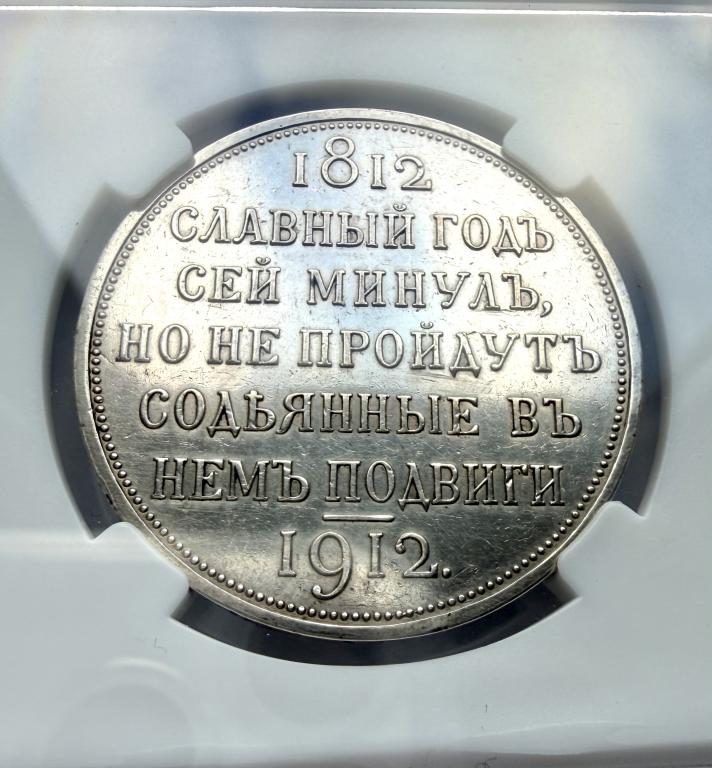 1812
СЛАВНЫЙ ГОДЪ
СЕЙ МИНУЛЪ,
НО НЕ ПРОЙДУТЪ
СОДѢЯННЫЕ ВЪ
НЕМЪ ПОДВИГИ
1912.